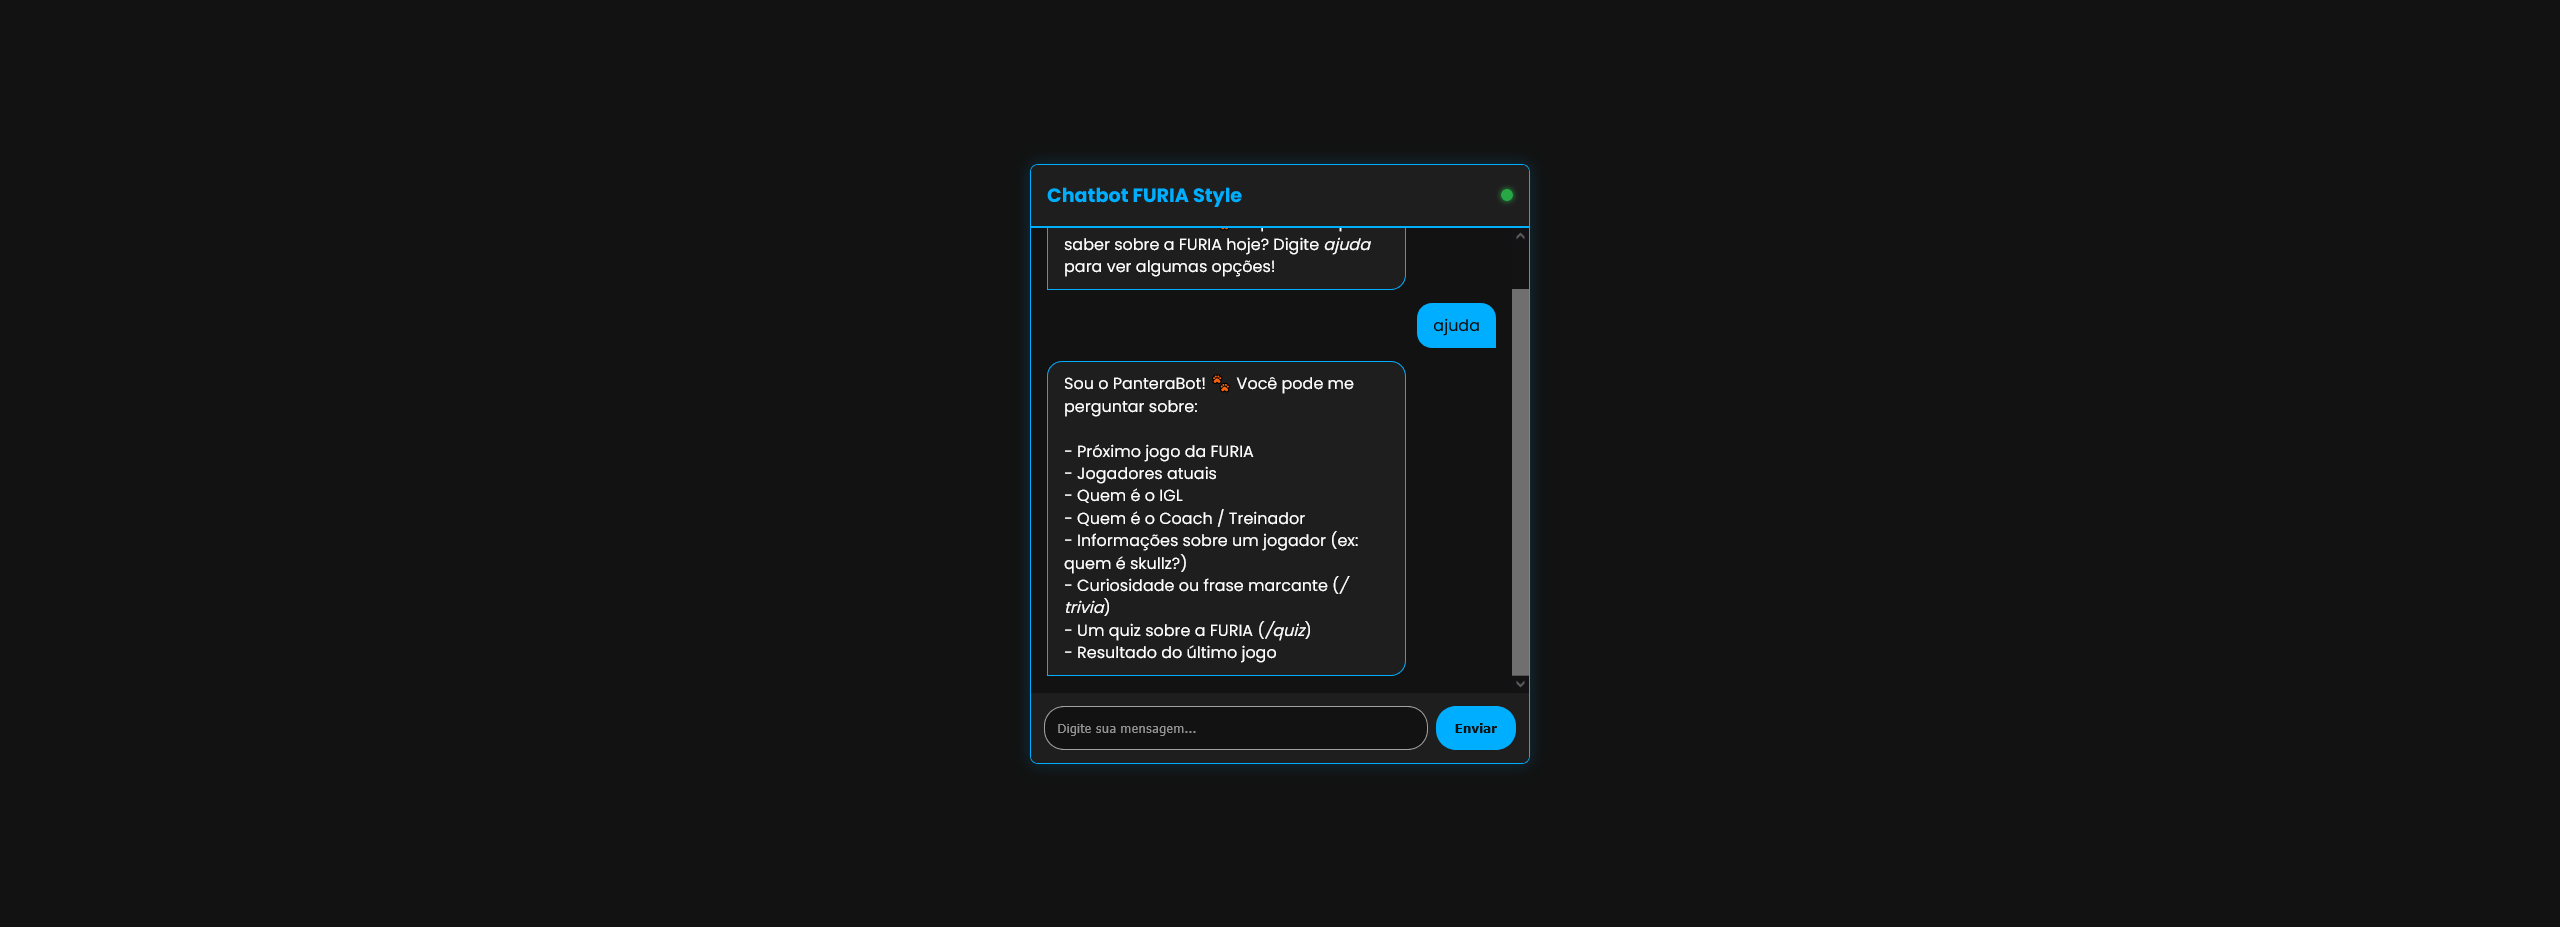 Chatbot FURIA Style
saber sobre a FURIA hoje? Digite ajuda
para ver algumas opções!
ajuda
Sou o PanteraBot! 🐾 Você pode me
perguntar sobre:
- Próximo jogo da FURIA
- Jogadores atuais
- Quem é o IGL
- Quem é o Coach / Treinador
- Informações sobre um jogador (ex:
quem é skullz?)
- Curiosidade ou frase marcante (/
trivia)
- Um quiz sobre a FURIA (/quiz)
- Resultado do último jogo
Digite sua mensagem...
Enviar